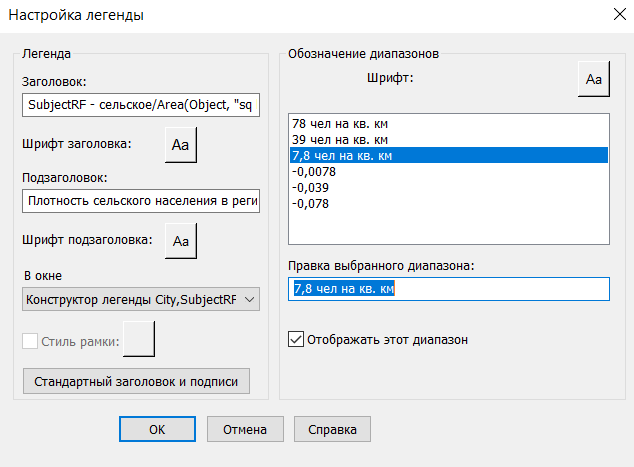 Настройка легенды
Легенда
Заголовок:
SubjectRF - сельское/Area(Object, "sq
Шрифт заголовка:
Aa
Подзаголовок:
Плотность сельского населения в реги
Шрифт подзаголовка:
Aa
В окне
Конструктор легенды City,SubjectRF
Стиль рамки:
Стандартный заголовок и подписи
Обозначение диапазонов
Шрифт:
Aa
78 чел на кв. км
39 чел на кв. км
7,8 чел на кв. км
-0,0078
-0,039
-0,078
Правка выбранного диапазона:
7,8 чел на кв. км
Отображать этот диапазон
ОК
Отмена
Справка